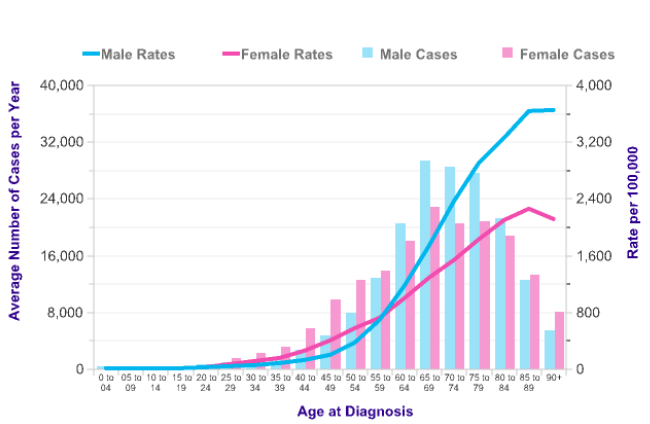 Male Rates Female Rates Male Cases Female Cases
Average Number of Cases per Year
40,000
32,000
24,000
16,000
8,000
0
4,000
3,200
2,400
1,600
800
0
Rate per 100,000
0 to 04
05 to 09
10 to 14
15 to 19
20 to 24
25 to 29
30 to 34
35 to 39
40 to 44
45 to 49
50 to 54
55 to 59
60 to 64
65 to 69
70 to 74
75 to 79
80 to 84
85 to 89
90+
Age at Diagnosis